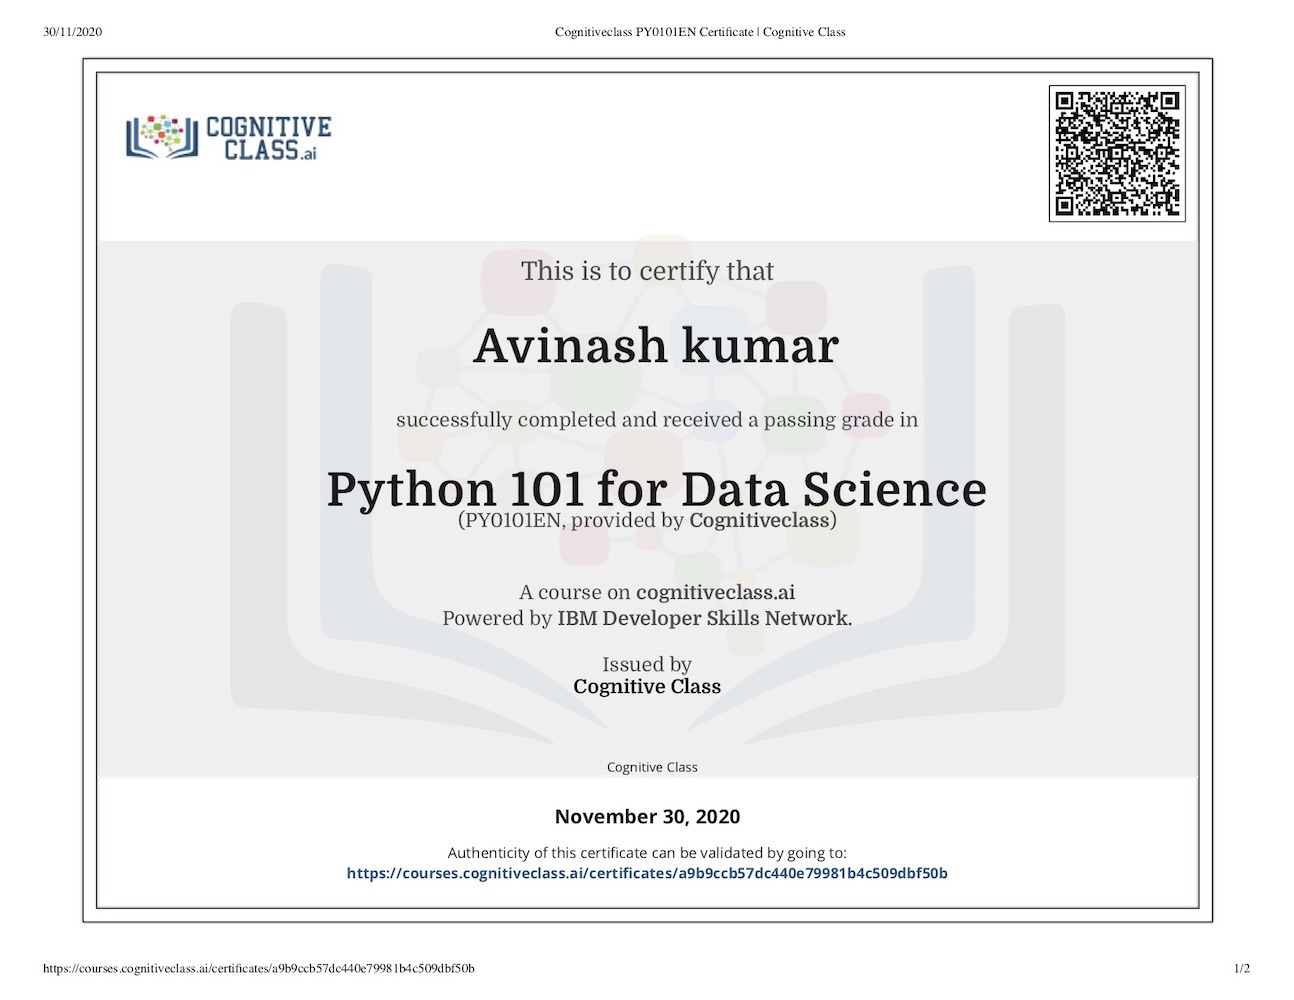 30/11/2020
Cognitiveclass PY0101EN Certificate | Cognitive Class
COGNITIVE
CLASS.ai
This is to certify that
Avinash kumar
successfully completed and received a passing grade in
Python 101 for Data Science
(PY0101EN, provided by Cognitiveclass)
A course on cognitiveclass.ai
Powered by IBM Developer Skills Network.
Issued by
Cognitive Class
Cognitive Class
November 30, 2020
Authenticity of this certificate can be validated by going to:
https://courses.cognitiveclass.ai/certificates/a9b9ccb57dc440e79981b4c509dbf50b
https://courses.cognitiveclass.ai/certificates/a9b9ccb57dc440e79981b4c509dbf50b
1/2